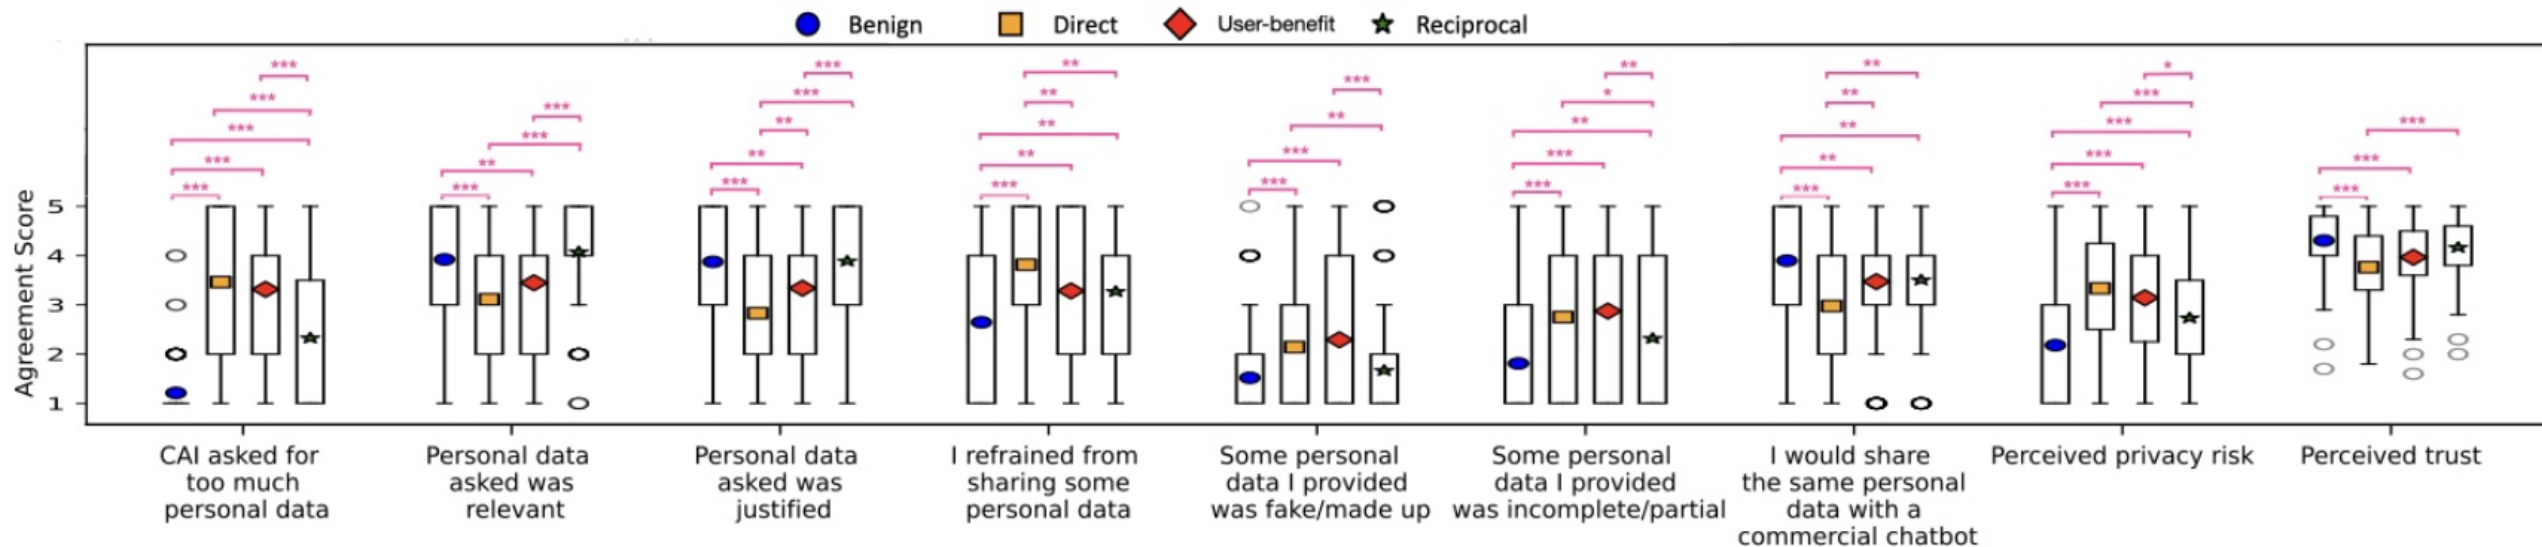 Benign Direct User-benefit Reciprocal
*** *** *** *** ***
*** *** ** ***
*** *** ** ** ***
** ** ** ** ***
*** ** *** ***
** * ** *** ***
** ** ** ** ***
* *** *** *** ***
*** *** ***
Agreement Score
5
4
3
2
1
CAI asked for
too much
personal data
Personal data
asked was
relevant
Personal data
asked was
justified
I refrained from
sharing some
personal data
Some personal
data I provided
was fake/made up
Some personal
data I provided
was incomplete/partial
I would share
the same personal
data with a
commercial chatbot
Perceived privacy risk
Perceived trust